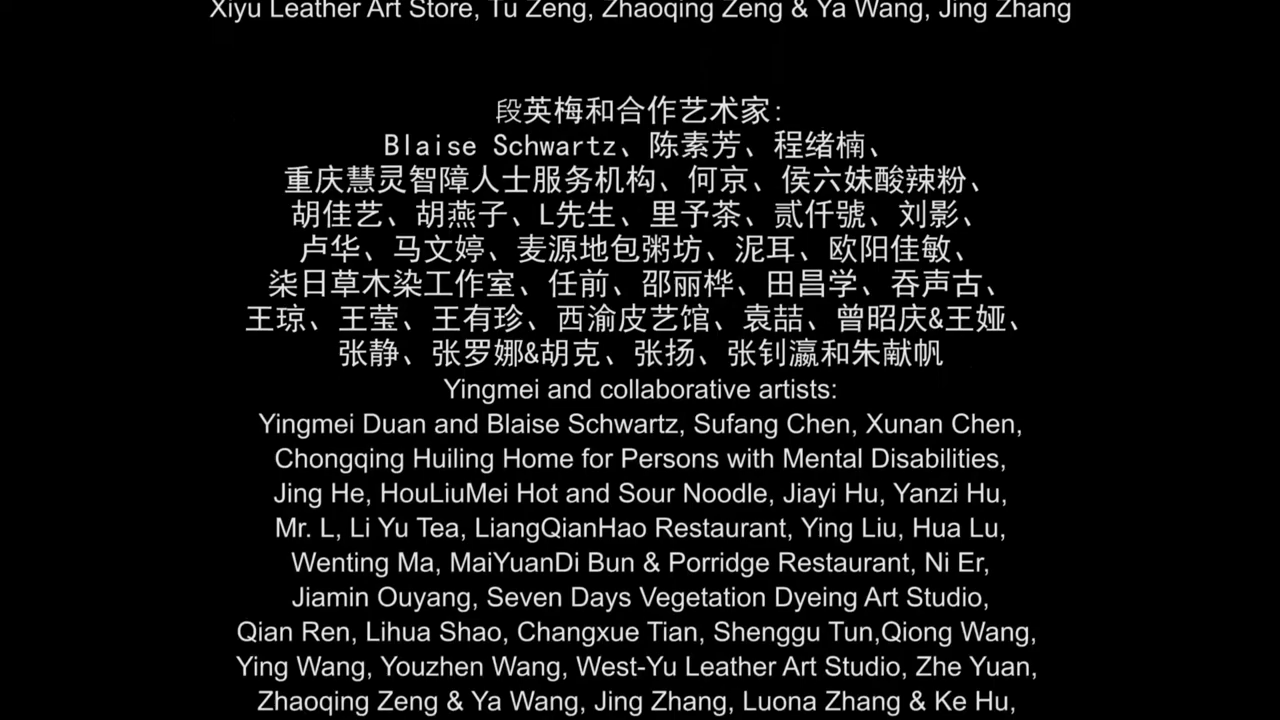 Xiyu Leather Art Store, Tu Zeng, Zhaoqing Zeng & Ya Wang, Jing Zhang
段英梅和合作艺术家:
Blaise Schwartz、陈素芳、程绪楠、
重庆慧灵智障人士服务机构、何京、侯六妹酸辣粉、
胡佳艺、胡燕子、L先生、里予茶、贰仟號、刘影、
卢华、马文婷、麦源地包粥坊、泥耳、欧阳佳敏、
柒日草木染工作室、任前、邵丽桦、田昌学、吞声古、
王琼、王莹、王有珍、西渝皮艺馆、袁喆、曾昭庆&王娅、
张静、张罗娜&胡克、张扬、张钊瀛和朱献帆
Yingmei and collaborative artists:
Yingmei Duan and Blaise Schwartz, Sufang Chen, Xunan Chen,
Chongqing Huiling Home for Persons with Mental Disabilities,
Jing He, HouLiuMei Hot and Sour Noodle, Jiayi Hu, Yanzi Hu,
Mr. L, Li Yu Tea, LiangQianHao Restaurant, Ying Liu, Hua Lu,
Wenting Ma, MaiYuanDi Bun & Porridge Restaurant, Ni Er,
Jiamin Ouyang, Seven Days Vegetation Dyeing Art Studio,
Qian Ren, Lihua Shao, Changxue Tian, Shenggu Tun,Qiong Wang,
Ying Wang, Youzhen Wang, West-Yu Leather Art Studio, Zhe Yuan,
Zhaoqing Zeng & Ya Wang, Jing Zhang, Luona Zhang & Ke Hu,